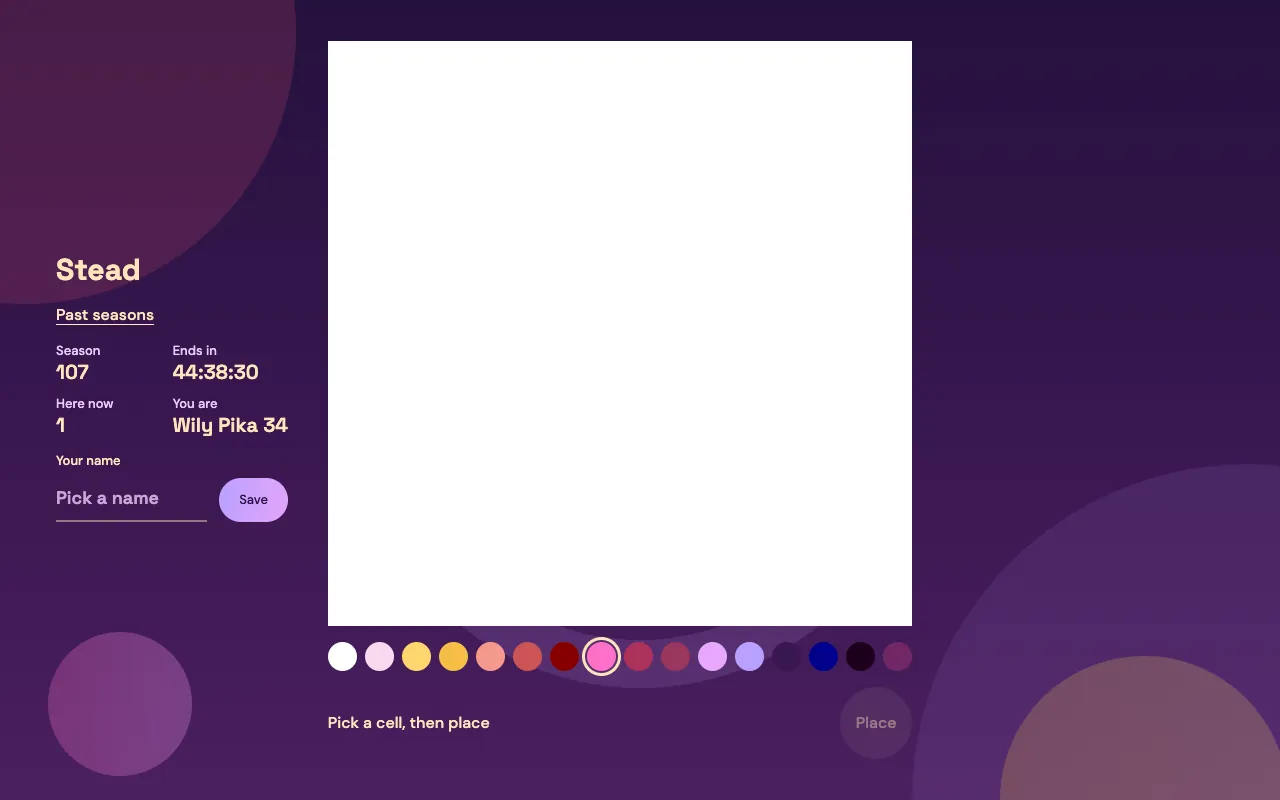 Stead
Past seasons
Season
107
Ends in
44:38:30
Here now
1
You are
Wily Pika 34
Your name
Pick a name
Save
Pick a cell, then place
Place